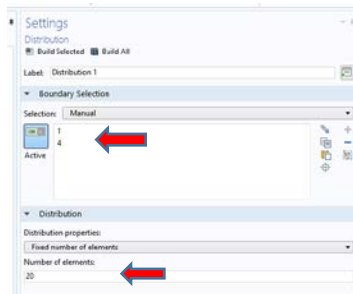 Settings
Distribution
Build Selected Build All
Label: Distribution 1
Boundary Selection
Selection: Manual
1
4
Active
Distribution
Distribution properties:
Fixed number of elements
Number of elements:
20